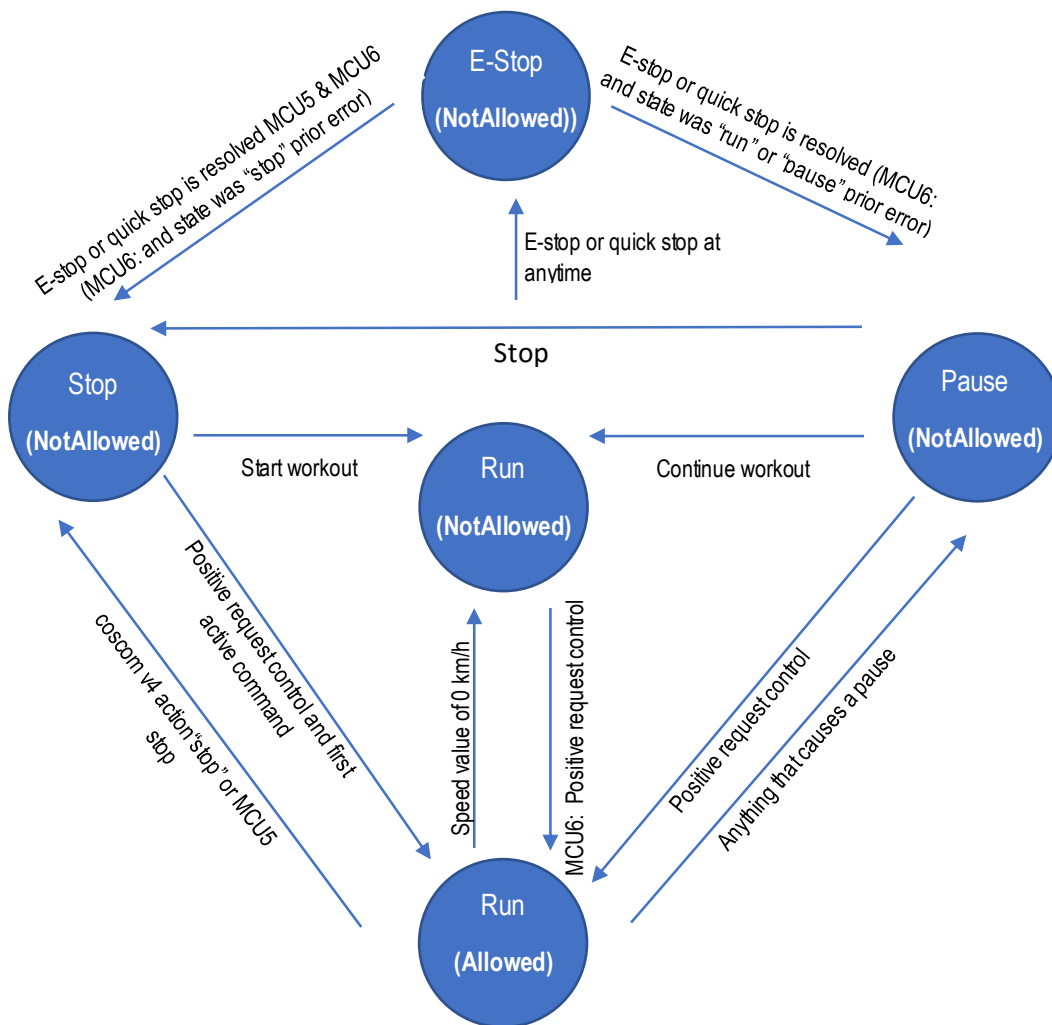 E-Stop
(NotAllowed))
E-stop or quick stop is resolved MCU5 & MCU6
(MCU6: and state was “stop” prior error)
E-stop or quick stop is resolved (MCU6:
and state was “run” or “pause” prior error)
E-stop or quick stop at
anytime
Stop
Stop
(NotAllowed)
Pause
(NotAllowed)
Start workout
Run
(NotAllowed)
Continue workout
Positive request control and first
active command
coscom v4 action“stop” or MCU5
stop
Speed value of 0 km/h
MCU6:  Positive request control
Positive request control
Anything that causes a pause
Run
(Allowed)